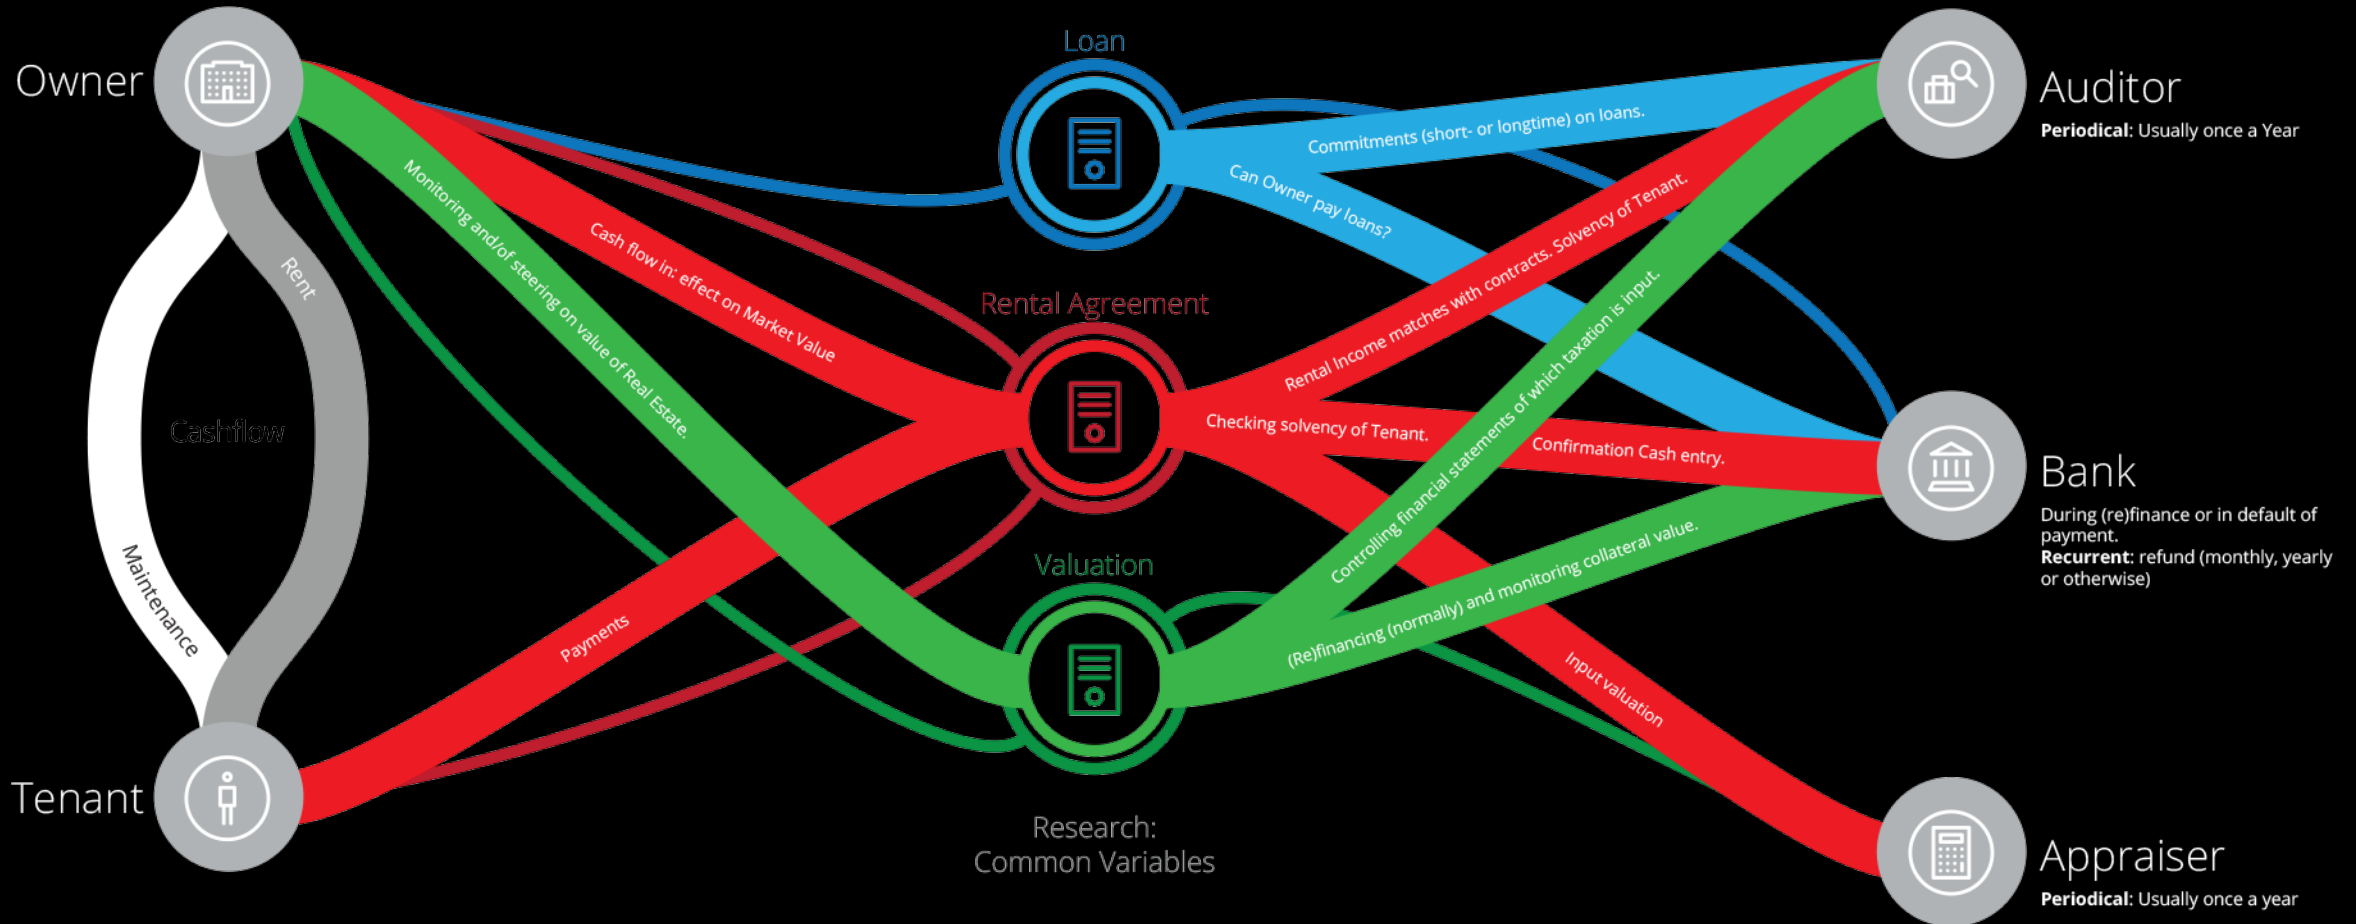 Owner
Rent
Cashflow
Maintenance
Tenant
Monitoring and/of steering on value of Real Estate.
Cash flow in: effect on Market Value
Payments
Loan
Rental Agreement
Valuation
Research:
Common Variables
Commitments (short- or longtime) on loans.
Can Owner pay loans?
Rental Income matches with contracts. Solvency of Tenant.
Checking solvency of Tenant.
Confirmation Cash entry.
Controlling financial statements of which taxation is input.
(Re)financing (normally) and monitoring collateral value.
Input valuation
Auditor
Periodical: Usually once a Year
Bank
During (re)finance or in default of
payment.
Recurrent: refund (monthly, yearly
or otherwise)
Appraiser
Periodical: Usually once a year